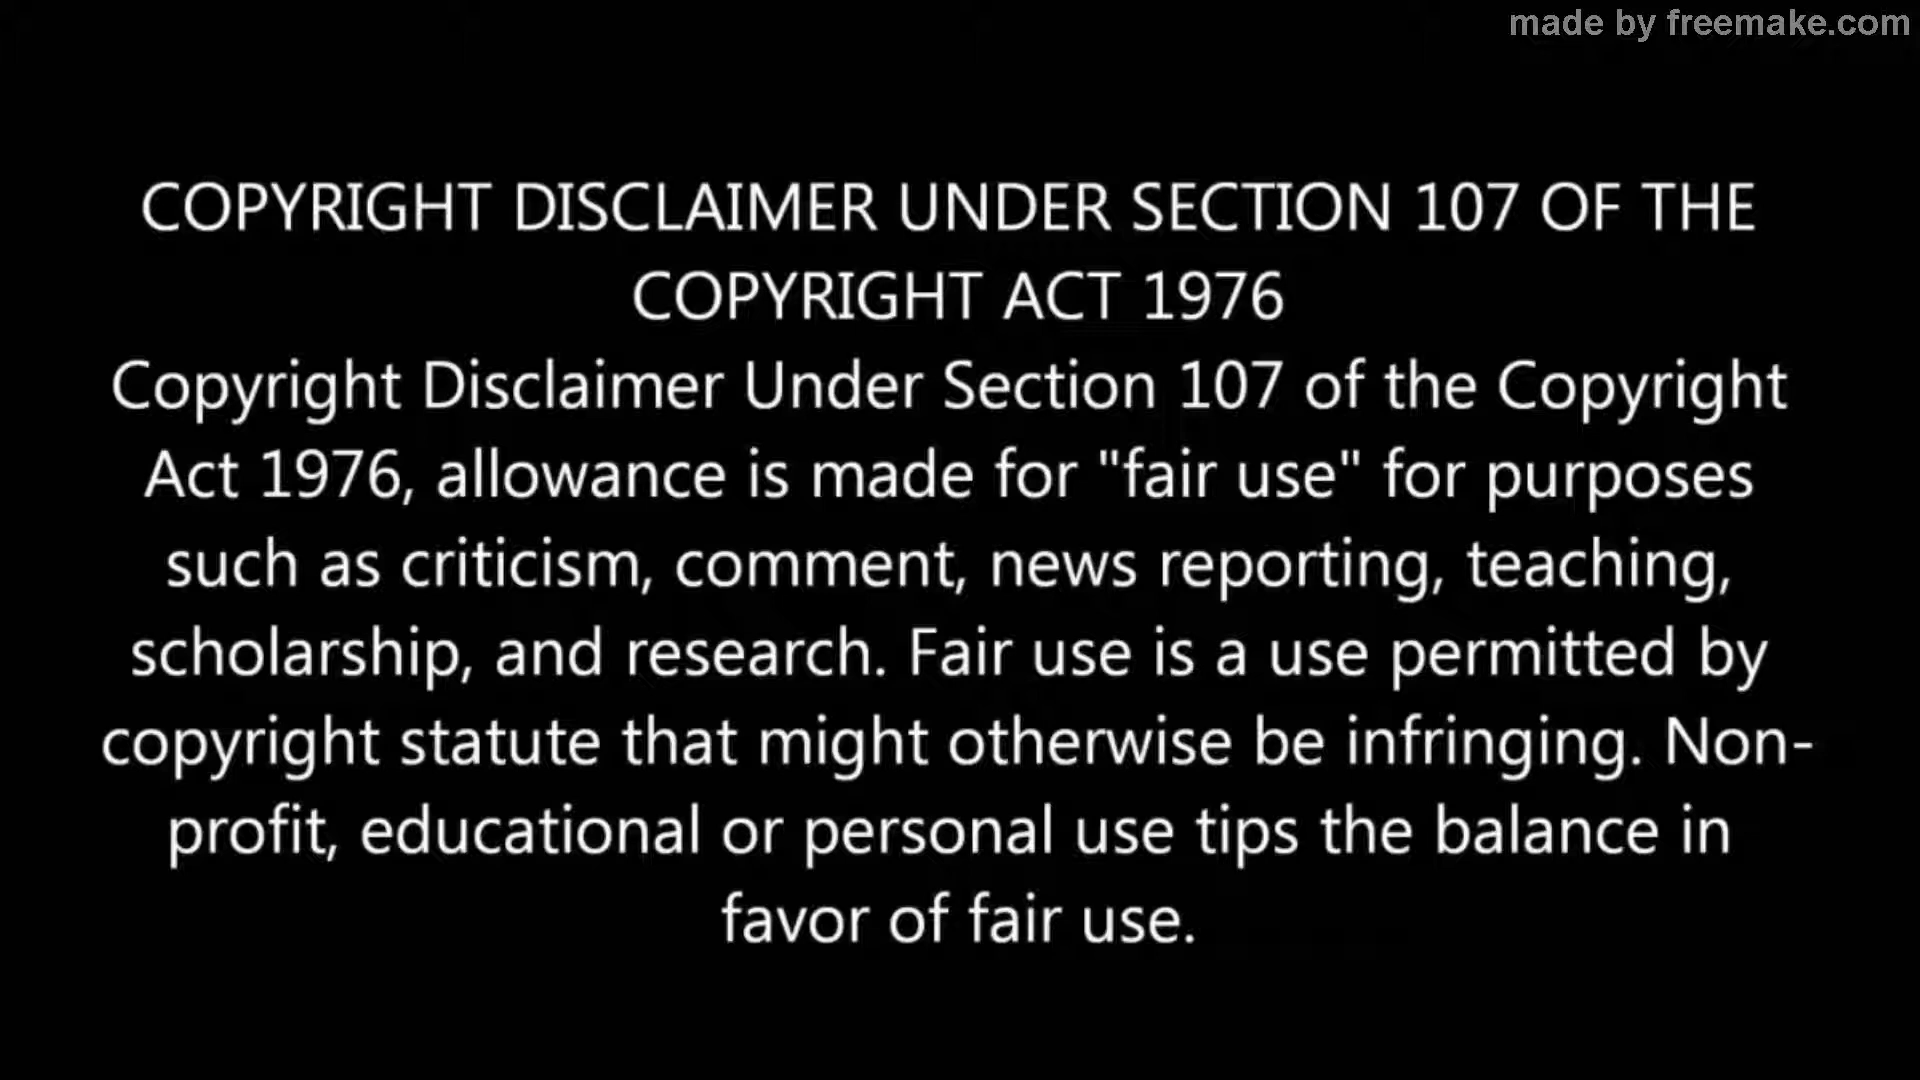 made by freemake.com
COPYRIGHT DISCLAIMER UNDER SECTION 107 OF THE
COPYRIGHT ACT 1976
Copyright Disclaimer Under Section 107 of the Copyright
Act 1976, allowance is made for "fair use" for purposes
such as criticism, comment, news reporting, teaching,
scholarship, and research. Fair use is a use permitted by
copyright statute that might otherwise be infringing. Non-
profit, educational or personal use tips the balance in
favor of fair use.